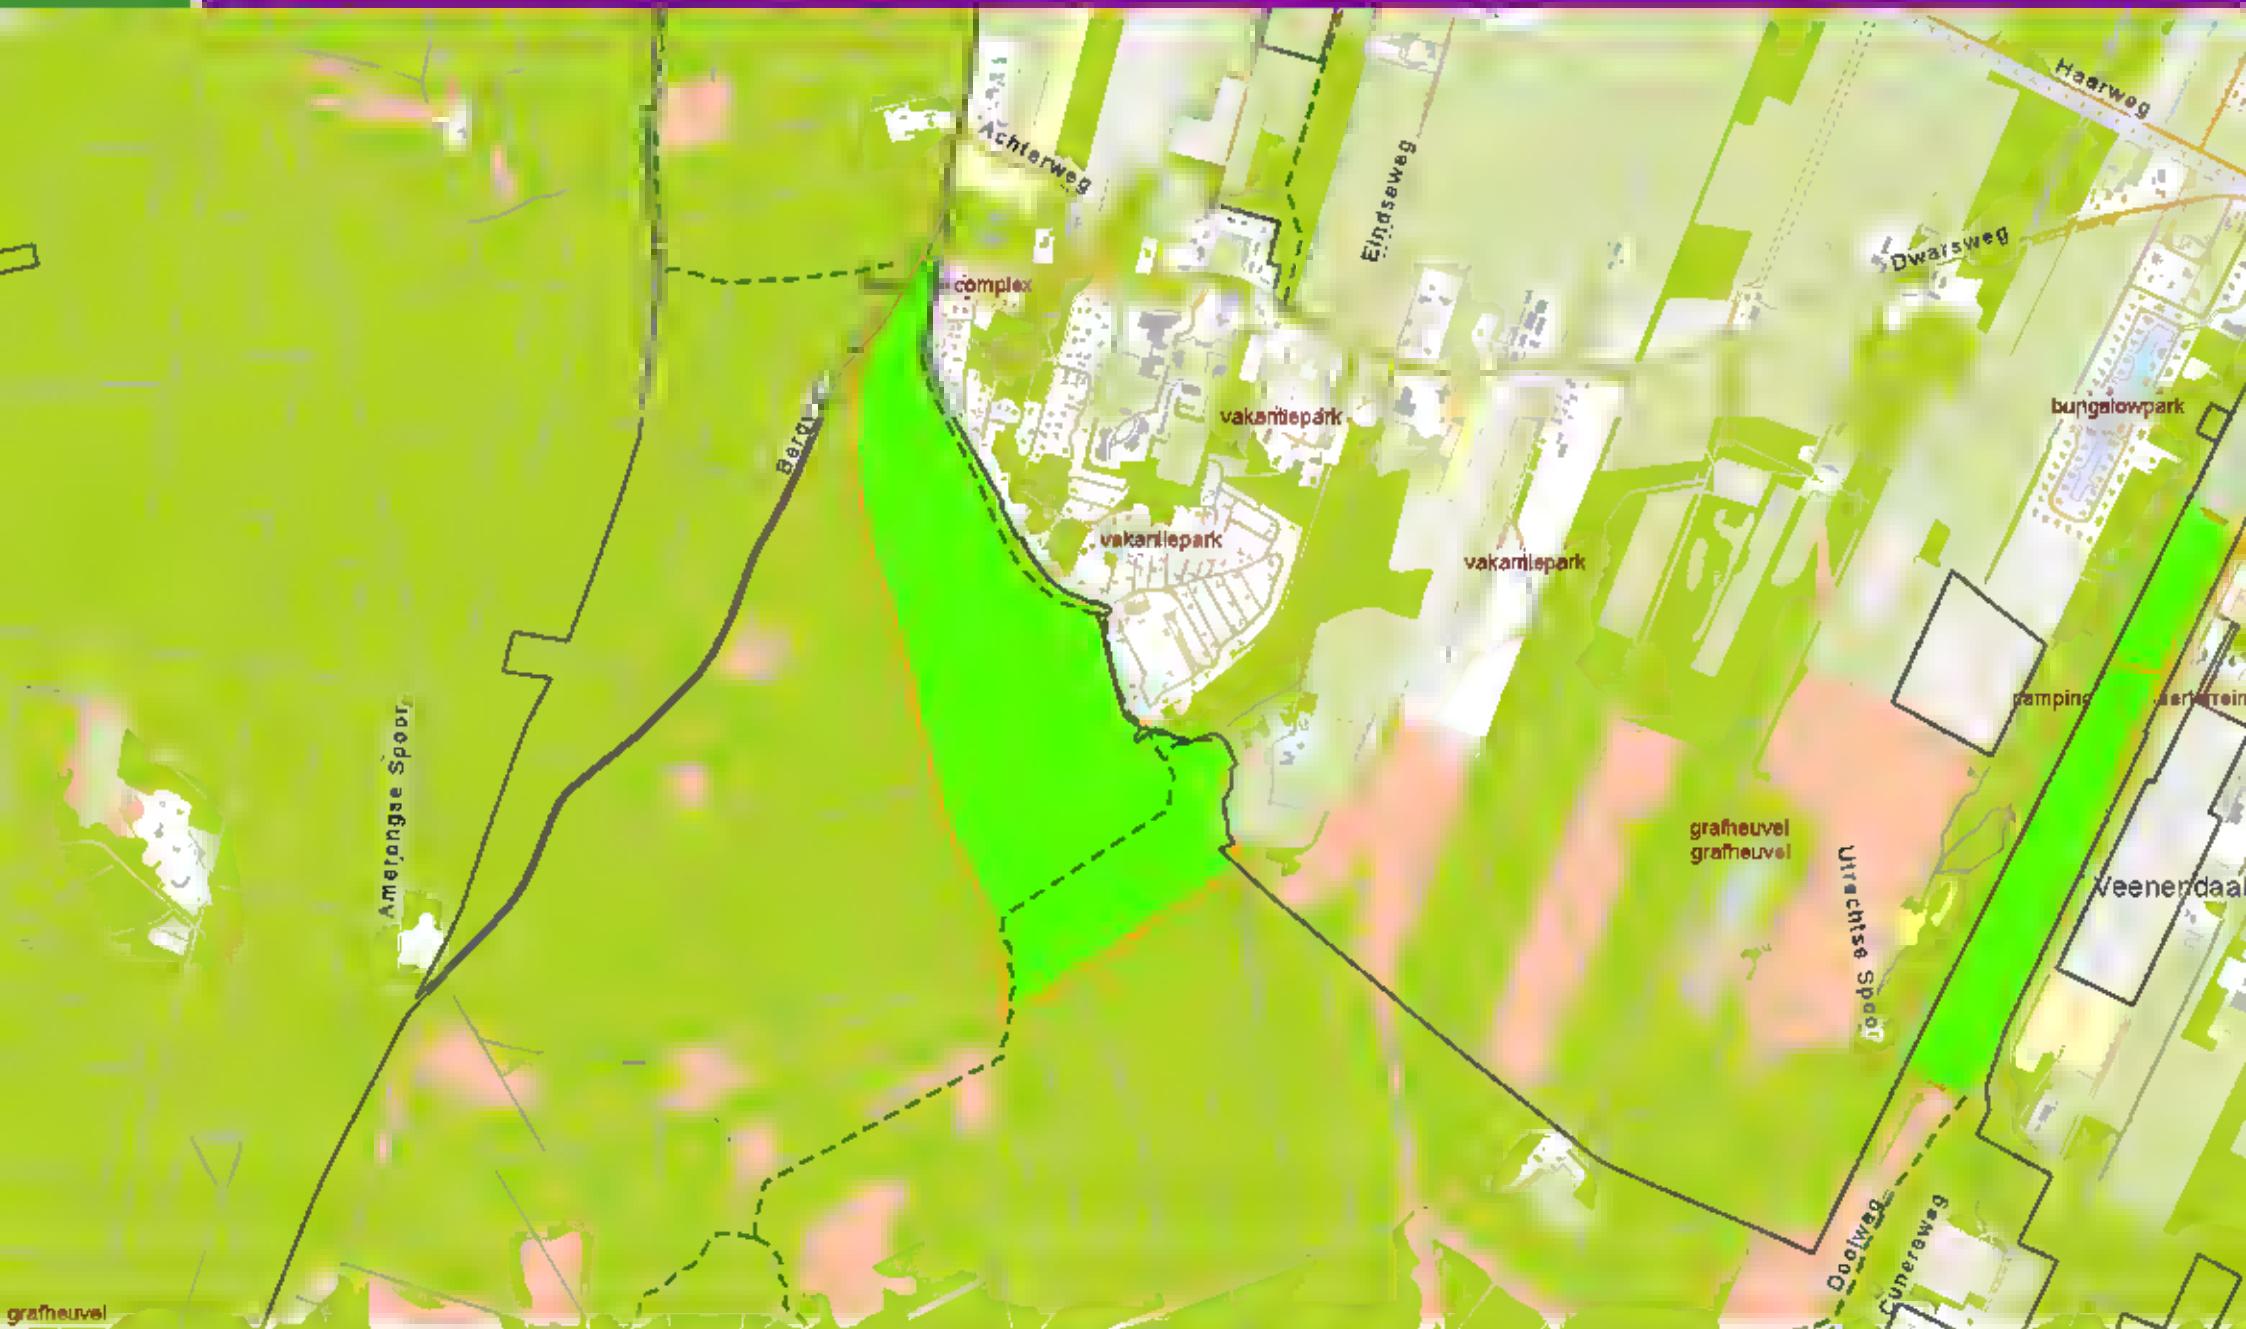 Haarweg
Achterweg
Eindseweg
Dwarsweg
complex
vakantiepark
bungalowpark
Berg
vakantiepark
vakantiepark
Amerongse Spoor
grafheuvel
grafheuvel
Utrechtse Spoor
Veenendaal
Dooiweg
Cuneraweg
grafheuvel